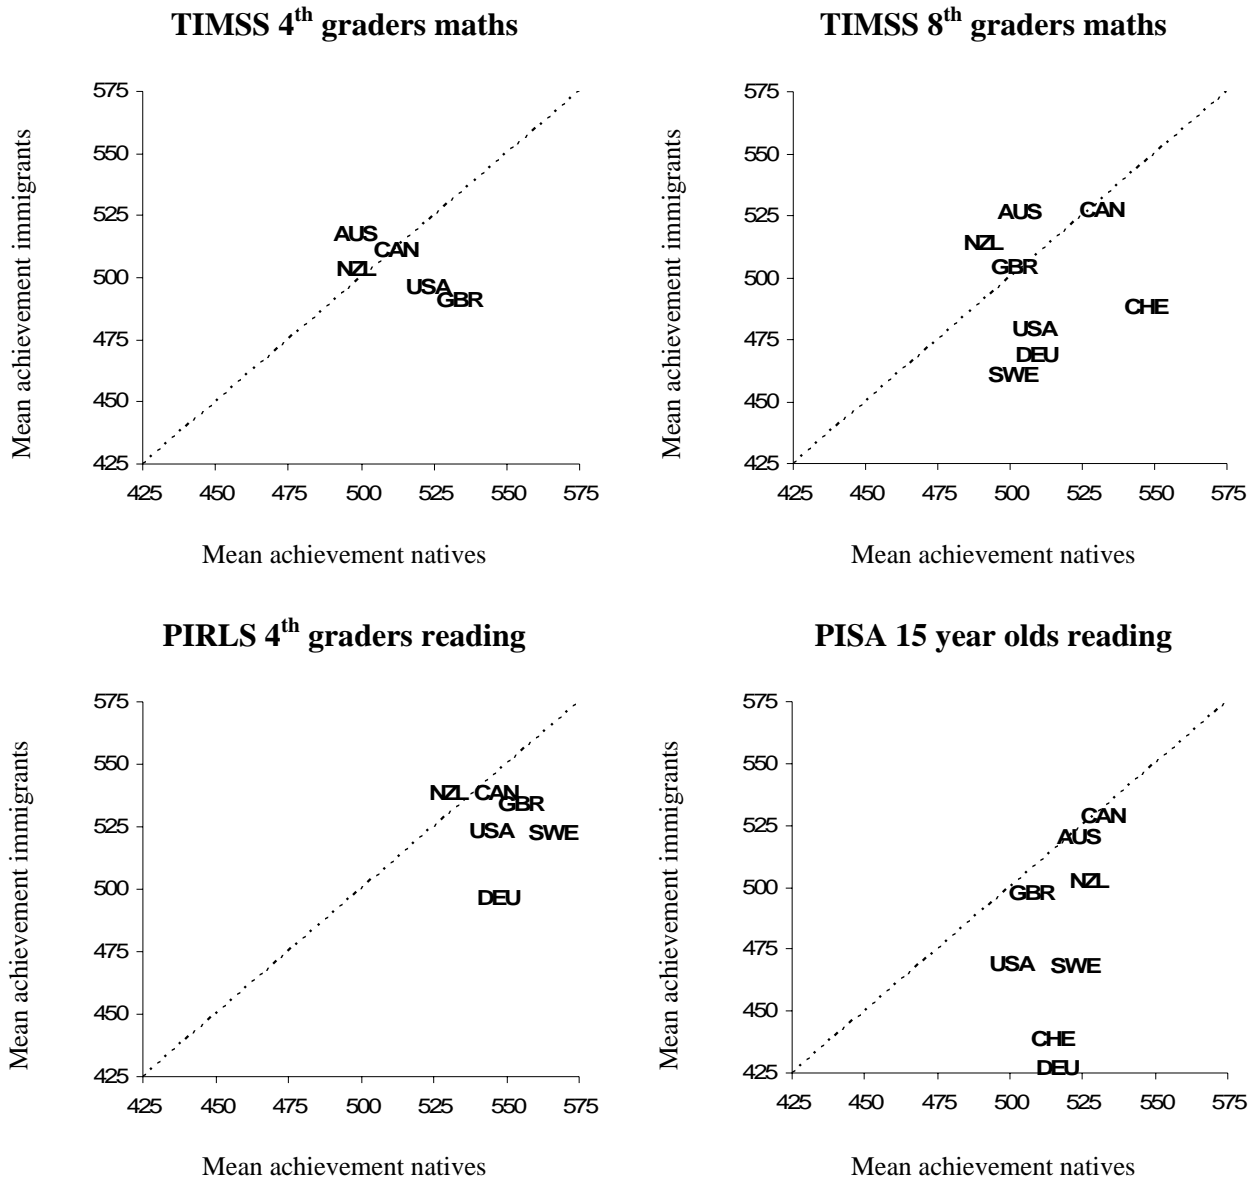 TIMSS 4th graders maths
TIMSS 8th graders maths
575
550
525
500
475
450
425
Mean achievement immigrants
AUS
CAN
NZL
USA
GBR
425 450 475 500 525 550 575
Mean achievement natives
575
550
525
500
475
450
425
Mean achievement immigrants
AUS
CAN
NZL
GBR
CHE
USA
DEU
SWE
425 450 475 500 525 550 575
Mean achievement natives
PIRLS 4th graders reading
PISA 15 year olds reading
575
550
525
500
475
450
425
Mean achievement immigrants
NZL
CAN
GBR
USA
SWE
DEU
425 450 475 500 525 550 575
Mean achievement natives
575
550
525
500
475
450
425
Mean achievement immigrants
CAN
AUS
NZL
GBR
USA
SWE
CHE
DEU
425 450 475 500 525 550 575
Mean achievement natives